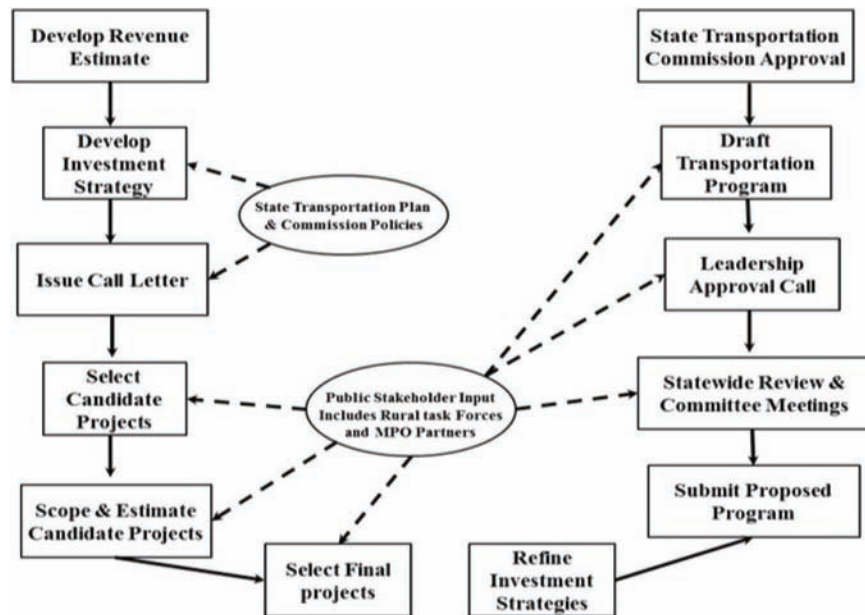 Develop Revenue
Estimate
Develop
Investment
Strategy
Issue Call Letter
Select
Candidate
Projects
Scope & Estimate
Candidate Projects
Select Final
projects
State Transportation Plan
& Commission Policies
Public Stakeholder Input
Includes Rural task Forces
and MPO Partners
State Transportation
Commission Approval
Draft
Transportation
Program
Leadership
Approval Call
Statewide Review &
Committee Meetings
Submit Proposed
Program
Refine
Investment
Strategies